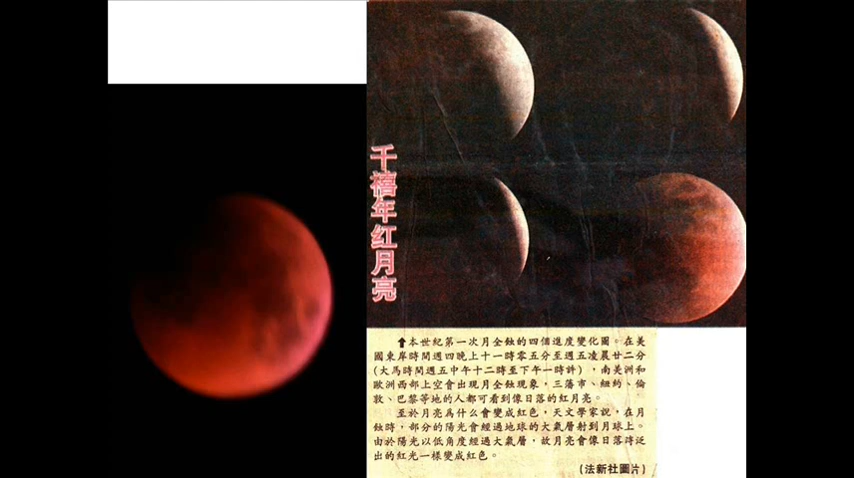 千禧年红月亮
⬆本世紀第一次月全蝕的四個進度變化圖。在美
國東岸時間週四晚上十一時零五分至週五凌晨廿二分
(大馬時間週五中午十二時至下午一時許)，南美洲和
歐洲西部上空會出現月全蝕現象，三藩市、紐約、倫
敦、巴黎等地的人都可看到像日落的紅月亮。
至於月亮為什么會變成紅色，天文學家說，在月
蝕時，部分的陽光會經過地球的大氣層射到月球上。
由於陽光以低角度經過大氣層，故月亮會像日落時泛
出的紅光一樣變成紅色。
(法新社圖片)